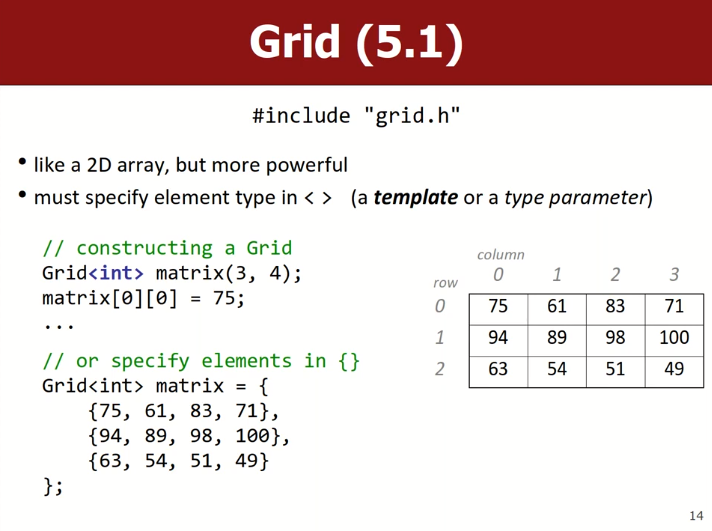 Grid (5.1)
#include "grid.h"
• like a 2D array, but more powerful
• must specify element type in < > (a template or a type parameter)
// constructing a Grid
Grid<int> matrix(3, 4);
matrix[0][0] = 75;
...
// or specify elements in {}
Grid<int> matrix = {
{75, 61, 83, 71},
{94, 89, 98, 100},
{63, 54, 51, 49}
};
column
row 0 1 2 3
0 75 61 83 71
1 94 89 98 100
2 63 54 51 49
14